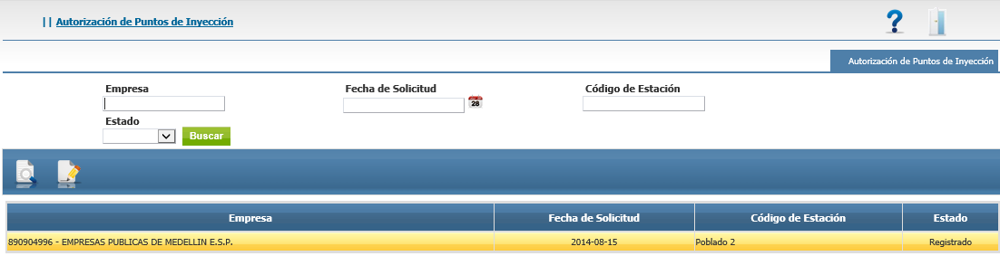 || Autorización de Puntos de Inyección
?
Autorización de Puntos de Inyección
Empresa Fecha de Solicitud Código de Estación
28
Estado
Buscar
Empresa Fecha de Solicitud Código de Estación Estado
890904996 - EMPRESAS PUBLICAS DE MEDELLIN E.S.P. 2014-08-15 Poblado 2 Registrado